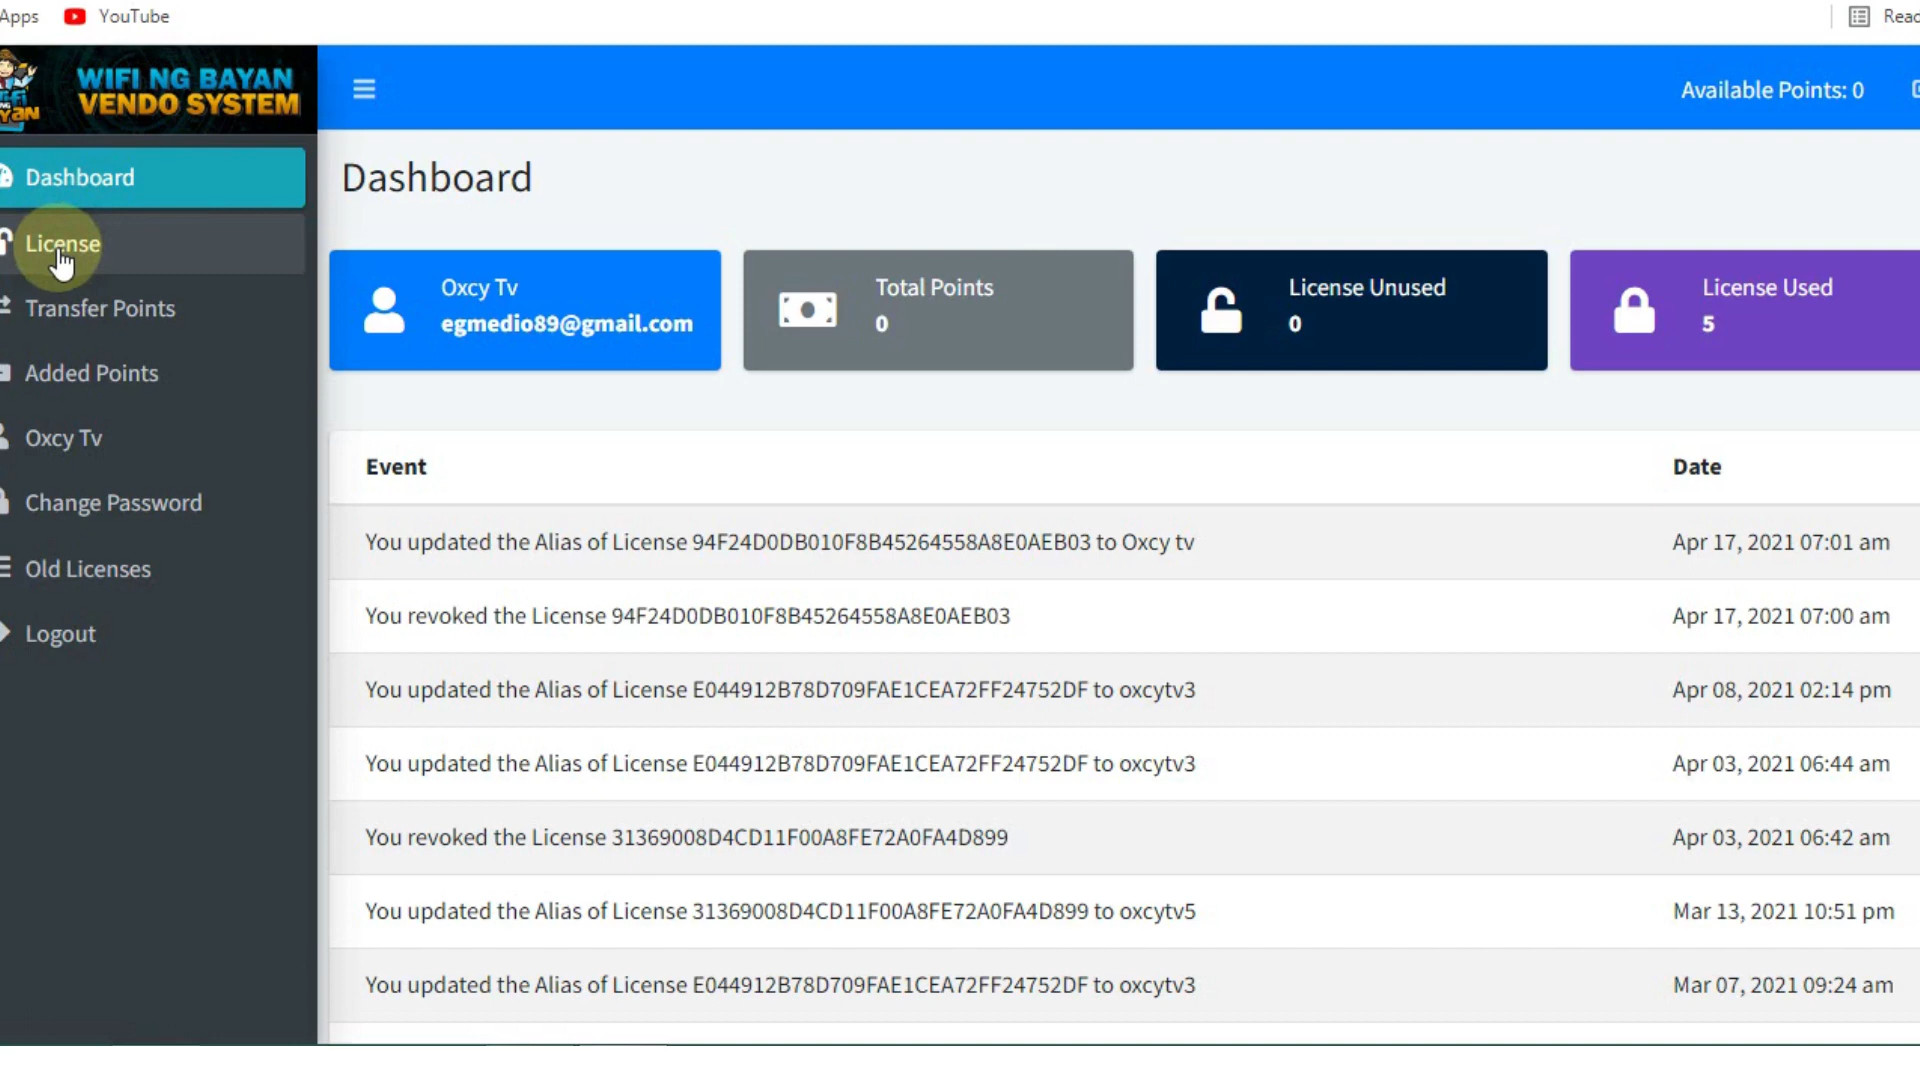 Apps YouTube
WIFI NG BAYAN
VENDO SYSTEM
Available Points: 0
Dashboard
License
Transfer Points
Added Points
Oxcy Tv
Change Password
Old Licenses
Logout
Dashboard
Oxcy Tv
egmedio89@gmail.com
Total Points
0
License Unused
0
License Used
5
Event Date
You updated the Alias of License 94F24D0DB010F8B45264558A8E0AEB03 to Oxcy tv Apr 17, 2021 07:01 am
You revoked the License 94F24D0DB010F8B45264558A8E0AEB03 Apr 17, 2021 07:00 am
You updated the Alias of License E044912B78D709FAE1CEA72FF24752DF to oxcytv3 Apr 08, 2021 02:14 pm
You updated the Alias of License E044912B78D709FAE1CEA72FF24752DF to oxcytv3 Apr 03, 2021 06:44 am
You revoked the License 31369008D4CD11F00A8FE72A0FA4D899 Apr 03, 2021 06:42 am
You updated the Alias of License 31369008D4CD11F00A8FE72A0FA4D899 to oxcytv5 Mar 13, 2021 10:51 pm
You updated the Alias of License E044912B78D709FAE1CEA72FF24752DF to oxcytv3 Mar 07, 2021 09:24 am